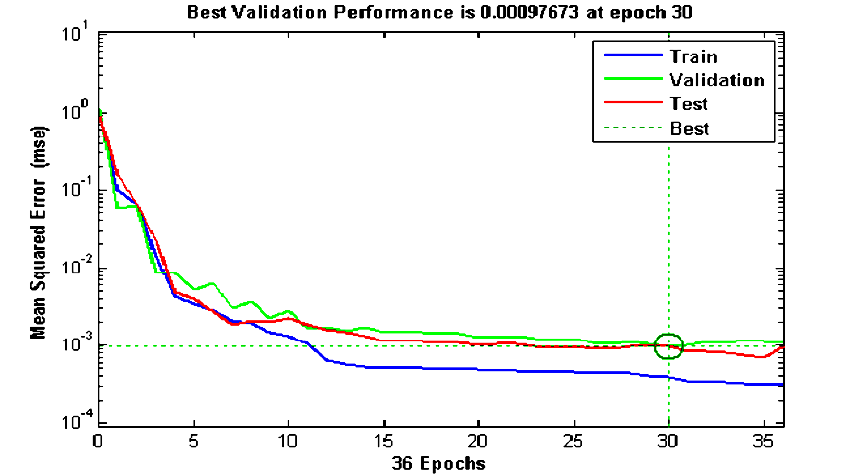 Best Validation Performance is 0.00097673 at epoch 30
Mean Squared Error (mse)
10^1
10^0
10^-1
10^-2
10^-3
10^-4
Train
Validation
Test
Best
0 5 10 15 20 25 30 35
36 Epochs